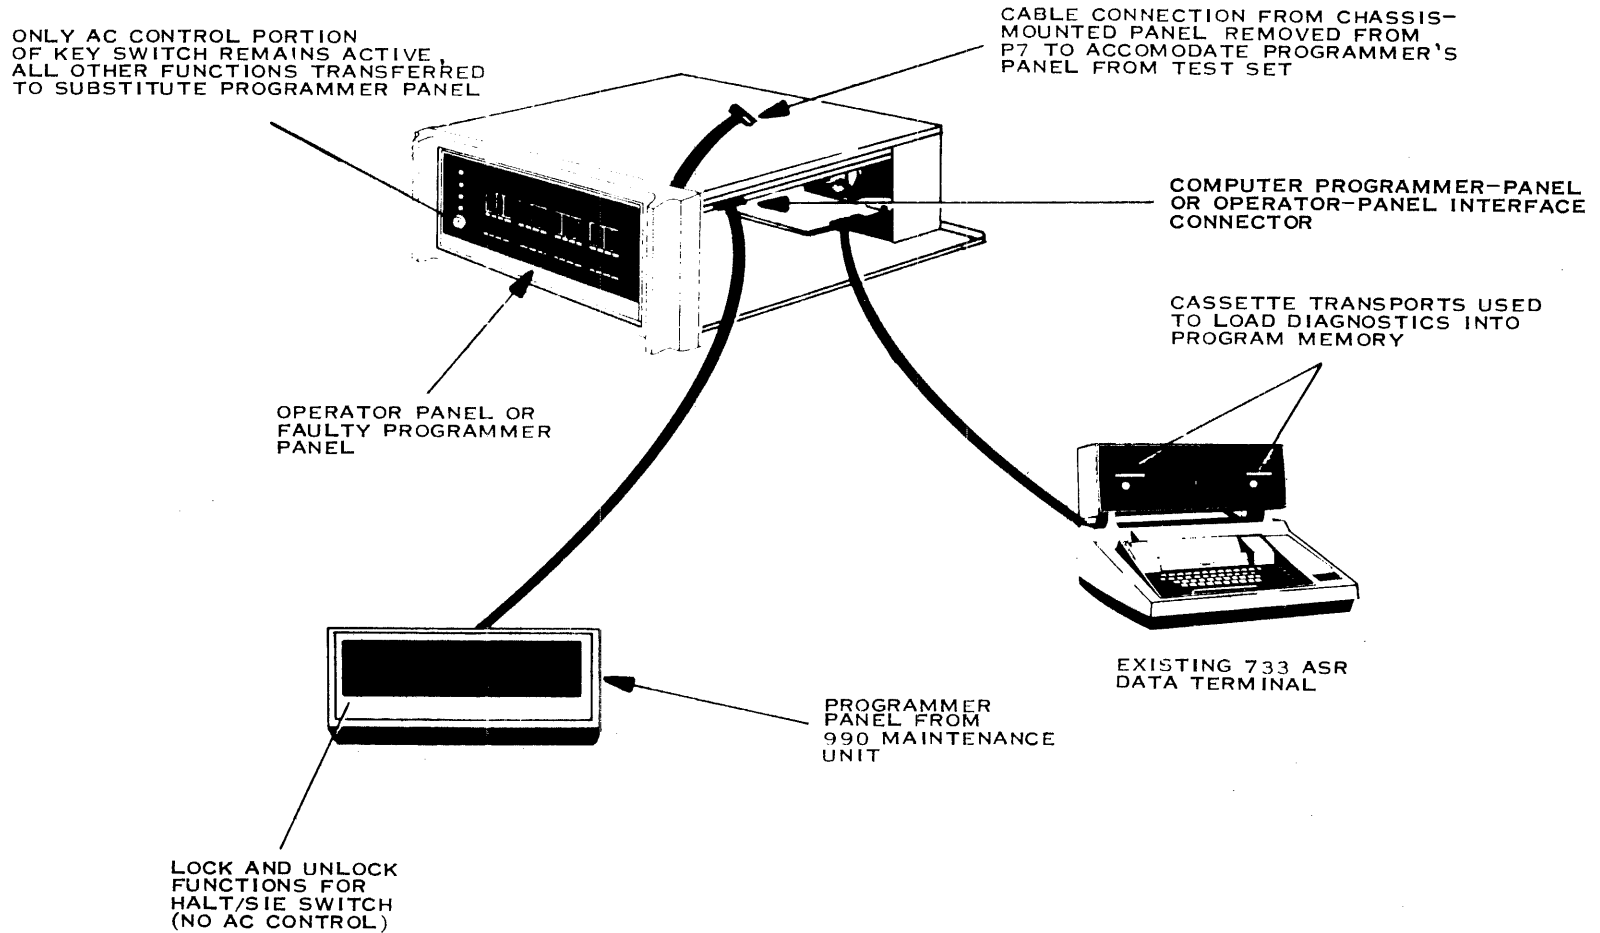 ONLY AC CONTROL PORTION
OF KEY SWITCH REMAINS ACTIVE,
ALL OTHER FUNCTIONS TRANSFERRED
TO SUBSTITUTE PROGRAMMER PANEL
CABLE CONNECTION FROM CHASSIS-
MOUNTED PANEL REMOVED FROM
P7 TO ACCOMODATE PROGRAMMER'S
PANEL FROM TEST SET
COMPUTER PROGRAMMER-PANEL
OR OPERATOR-PANEL INTERFACE
CONNECTOR
CASSETTE TRANSPORTS USED
TO LOAD DIAGNOSTICS INTO
PROGRAM MEMORY
OPERATOR PANEL OR
FAULTY PROGRAMMER
PANEL
EXISTING 733 ASR
DATA TERMINAL
PROGRAMMER
PANEL FROM
990 MAINTENANCE
UNIT
LOCK AND UNLOCK
FUNCTIONS FOR
HALT/SIE SWITCH
(NO AC CONTROL)